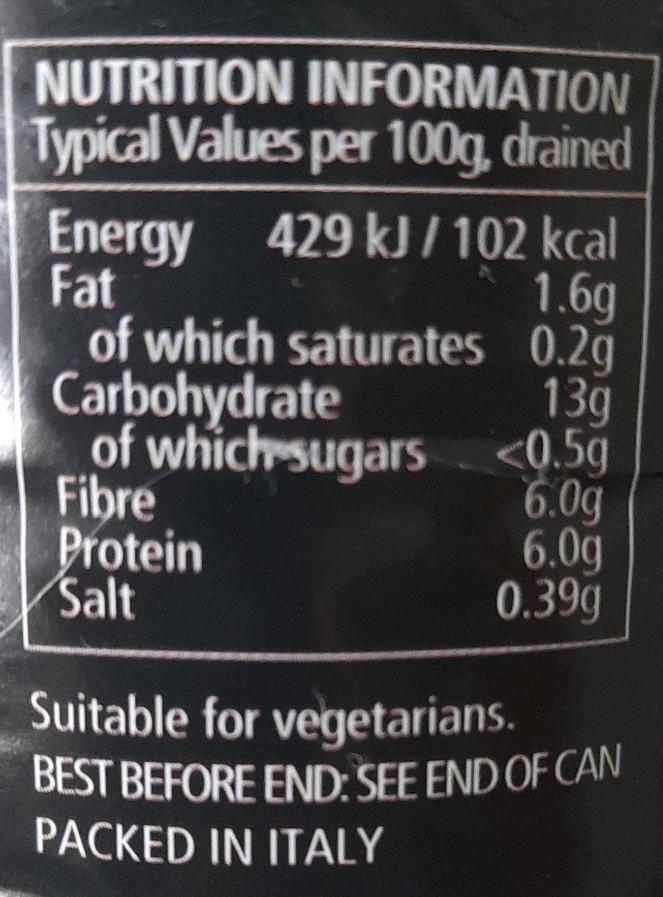 NUTRITION INFORMATION
Typical Values per 100g, drained
Energy 429 kJ / 102 kcal
Fat 1.6g
of which saturates 0.2g
Carbohydrate 13g
of which sugars <0.5g
Fibre 6.0g
Protein 6.0g
Salt 0.39g
Suitable for vegetarians.
BEST BEFORE END: SEE END OF CAN
PACKED IN ITALY